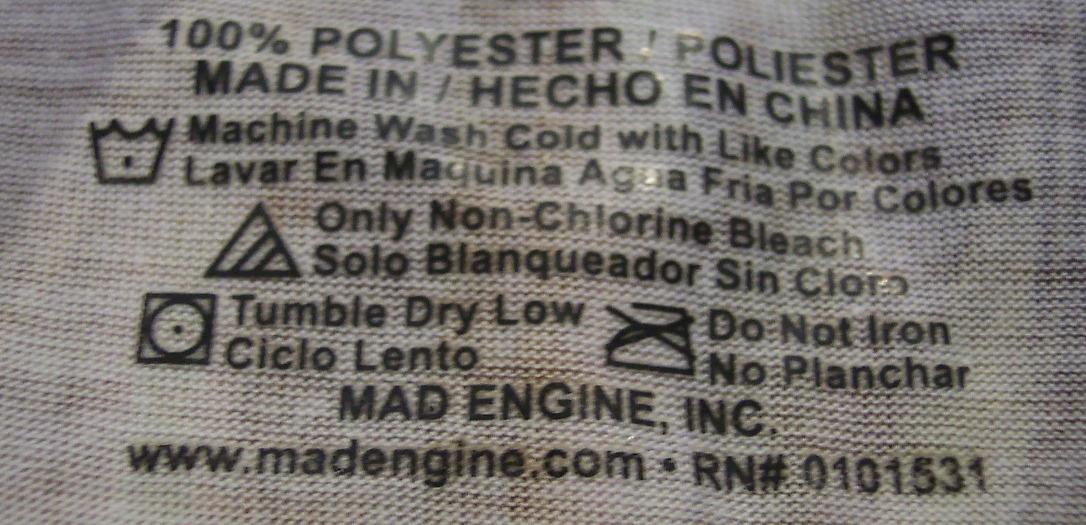 100% POLYESTER / POLIESTER
MADE IN / HECHO EN CHINA
Machine Wash Cold with Like Colors
Lavar En Maquina Agua Fria Por Colores
Only Non-Chlorine Bleach
Solo Blanqueador Sin Cloro
Tumble Dry Low
Ciclo Lento
Do Not Iron
No Planchar
MAD ENGINE, INC.
www.madengine.com • RN# 0101531